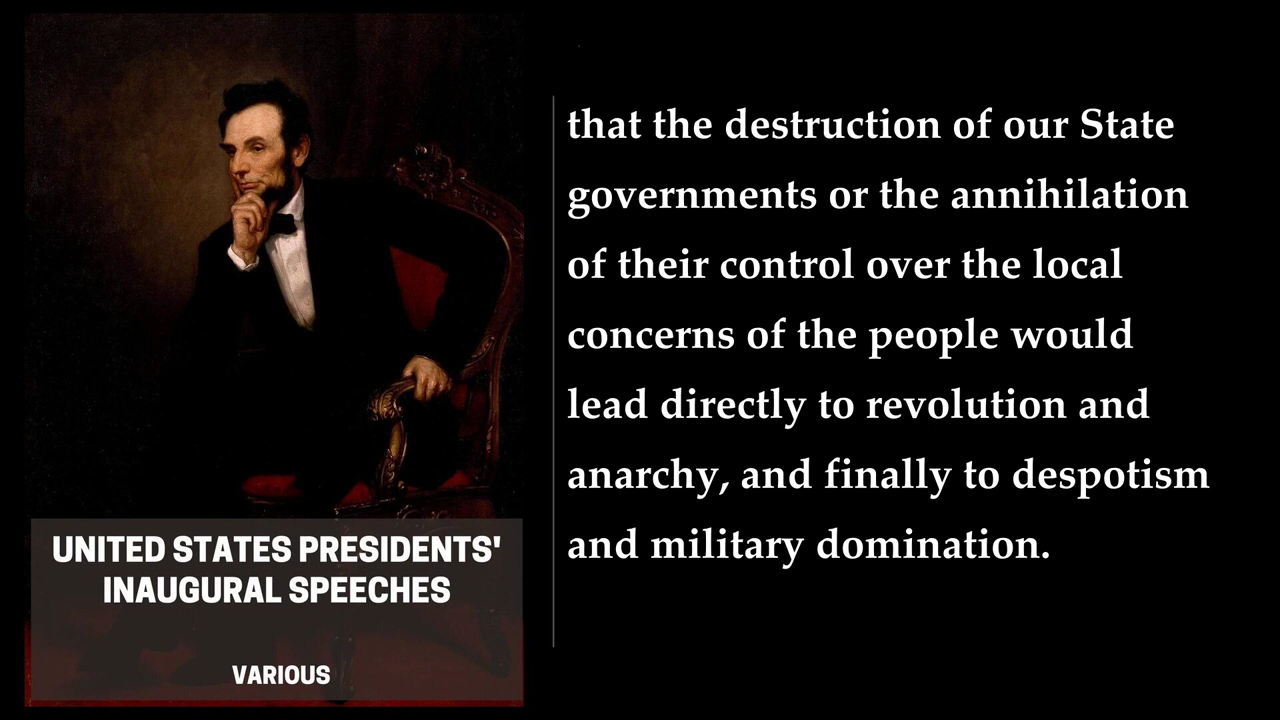 that the destruction of our State
governments or the annihilation
of their control over the local
concerns of the people would
lead directly to revolution and
anarchy, and finally to despotism
and military domination.
UNITED STATES PRESIDENTS'
INAUGURAL SPEECHES
VARIOUS